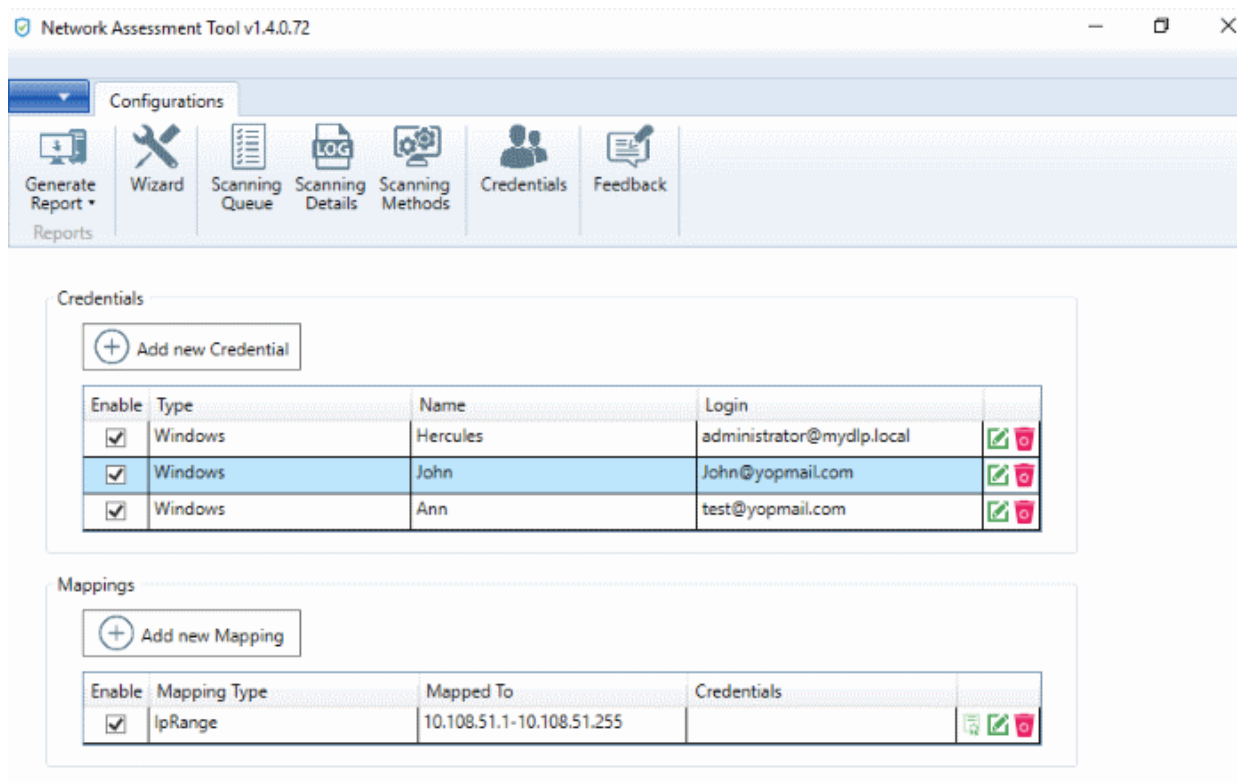 Network Assessment Tool v1.4.0.72
Configurations
Generate Report
Wizard
Scanning Queue
Scanning Details
LOG
Scanning Methods
Credentials
Feedback
Reports
Credentials
Add new Credential
Enable Type Name Login
Windows Hercules administrator@mydlp.local
Windows John John@yopmail.com
Windows Ann test@yopmail.com
Mappings
Add new Mapping
Enable Mapping Type Mapped To Credentials
IpRange 10.108.51.1-10.108.51.255